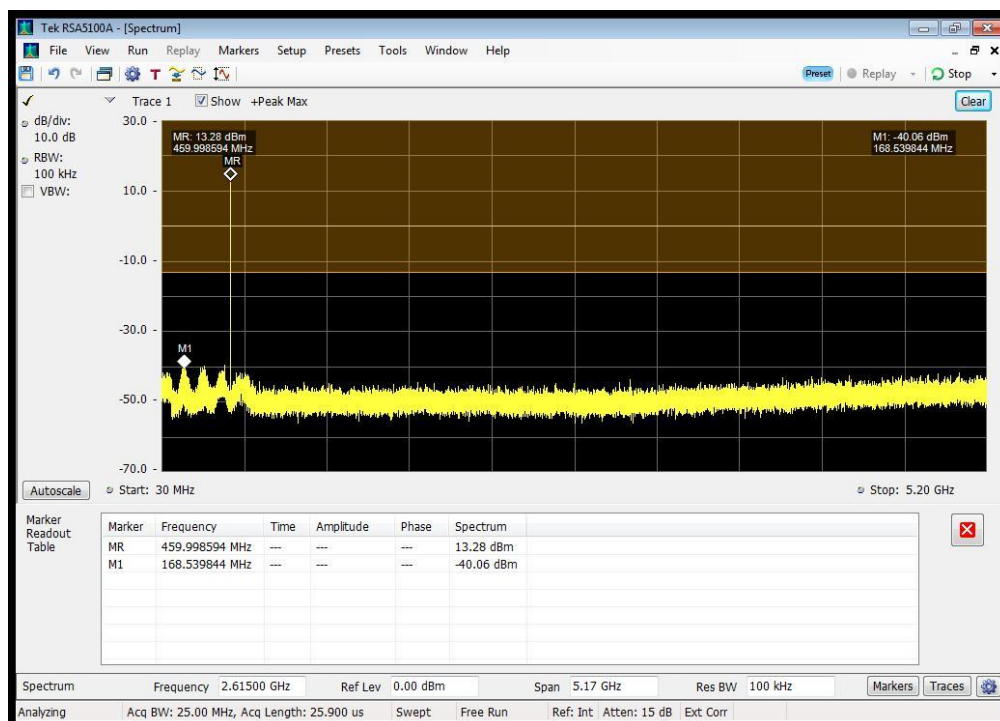 Tek RSA5100A - [Spectrum]
File View Run Replay Markers Setup Presets Tools Window Help
T Preset Replay Stop
Trace 1 Show +Peak Max Clear
dB/div:
10.0 dB
RBW:
100 kHz
VBW:
30.0
10.0
-10.0
-30.0
-50.0
-70.0
MR: 13.28 dBm
459.998594 MHz
MR
M1: -40.06 dBm
168.539844 MHz
M1
Autoscale Start: 30 MHz Stop: 5.20 GHz
Marker
Readout
Table
Marker Frequency Time Amplitude Phase Spectrum
MR 459.998594 MHz --- --- --- 13.28 dBm
M1 168.539844 MHz --- --- --- -40.06 dBm
Spectrum Frequency 2.61500 GHz Ref Lev 0.00 dBm Span 5.17 GHz Res BW 100 kHz Markers Traces
Analyzing Acq BW: 25.00 MHz, Acq Length: 25.900 us Swept Free Run Ref: Int Atten: 15 dB Ext Corr